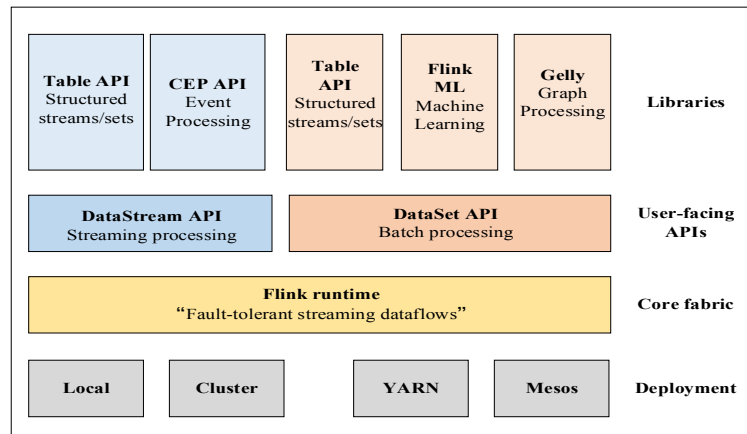 Table API
Structured
streams/sets
CEP API
Event
Processing
Table
API
Structured
streams/sets
Flink
ML
Machine
Learning
Gelly
Graph
Processing
Libraries
DataStream API
Streaming processing
DataSet API
Batch processing
User-facing
APIs
Flink runtime
“Fault-tolerant streaming dataflows”
Core fabric
Local
Cluster
YARN
Mesos
Deployment